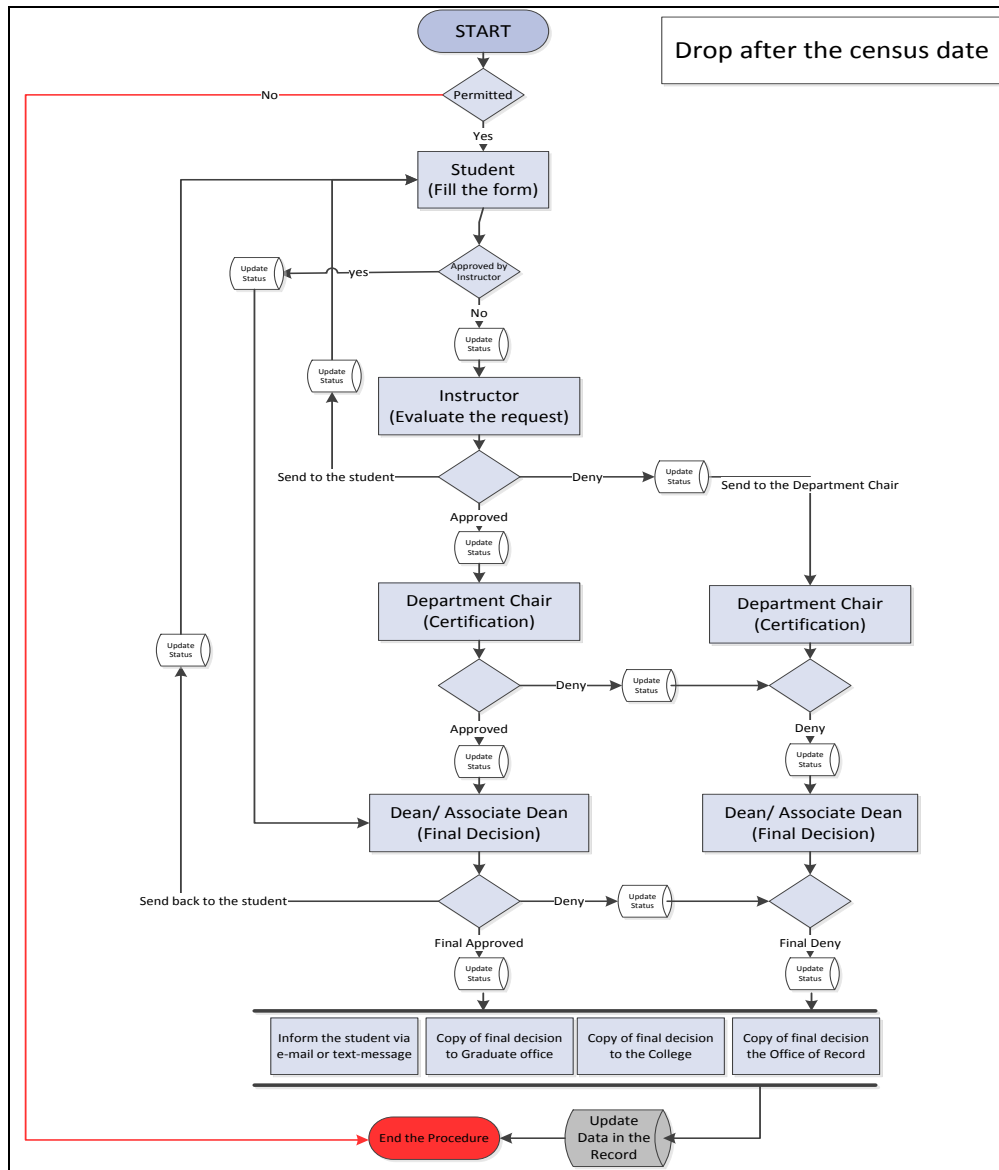 START
Drop after the census date
Permitted
No
Yes
Student
(Fill the form)
Update
Status
yes
Approved by
Instructor
No
Update
Status
Update
Status
Instructor
(Evaluate the request)
Send to the student
Deny
Update
Status
Send to the Department Chair
Approved
Update
Status
Department Chair
(Certification)
Department Chair
(Certification)
Update
Status
Deny
Update
Status
Approved
Deny
Update
Status
Update
Status
Dean/ Associate Dean
(Final Decision)
Dean/ Associate Dean
(Final Decision)
Send back to the student
Deny
Update
Status
Final Approved
Final Deny
Update
Status
Update
Status
Inform the student via
e-mail or text-message
Copy of final decision
to Graduate office
Copy of final decision
to the College
Copy of final decision
the Office of Record
End the Procedure
Update
Data in the
Record